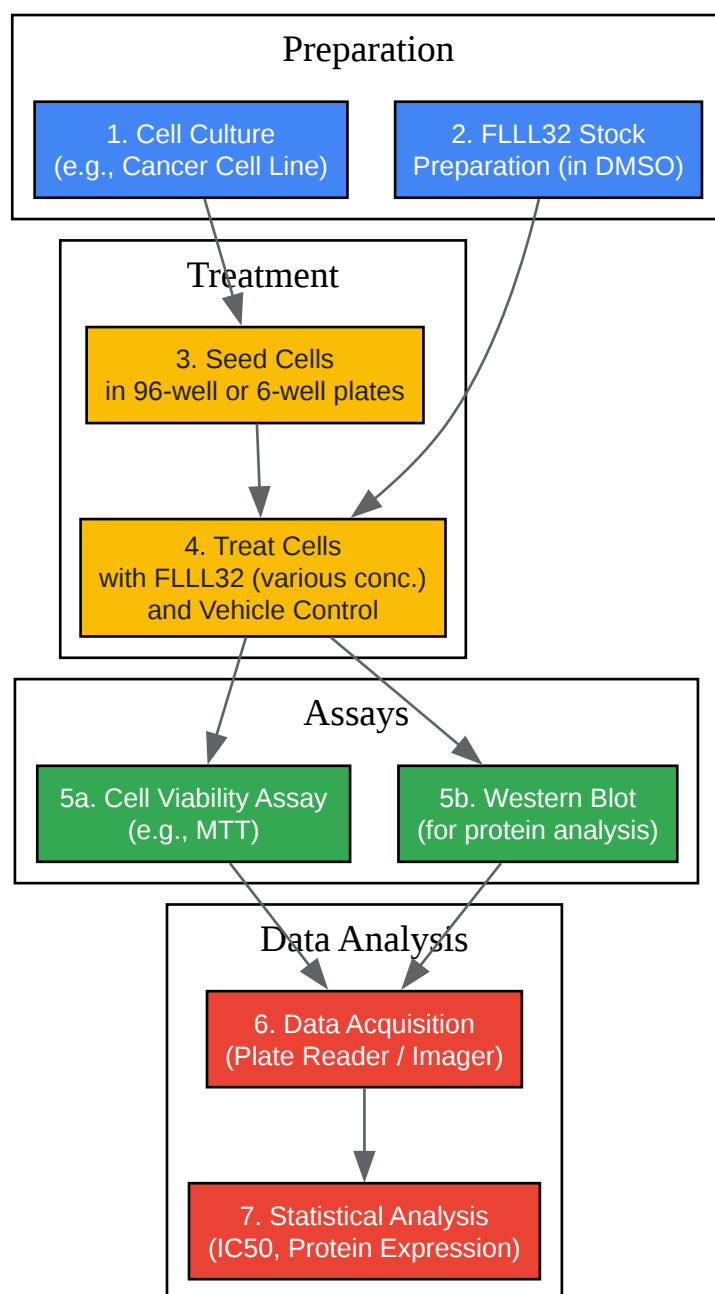 Preparation
1. Cell Culture
(e.g., Cancer Cell Line)
2. FLLL32 Stock
Preparation (in DMSO)
Treatment
3. Seed Cells
in 96-well or 6-well plates
4. Treat Cells
with FLLL32 (various conc.)
and Vehicle Control
Assays
5a. Cell Viability Assay
(e.g., MTT)
5b. Western Blot
(for protein analysis)
Data Analysis
6. Data Acquisition
(Plate Reader / Imager)
7. Statistical Analysis
(IC50, Protein Expression)